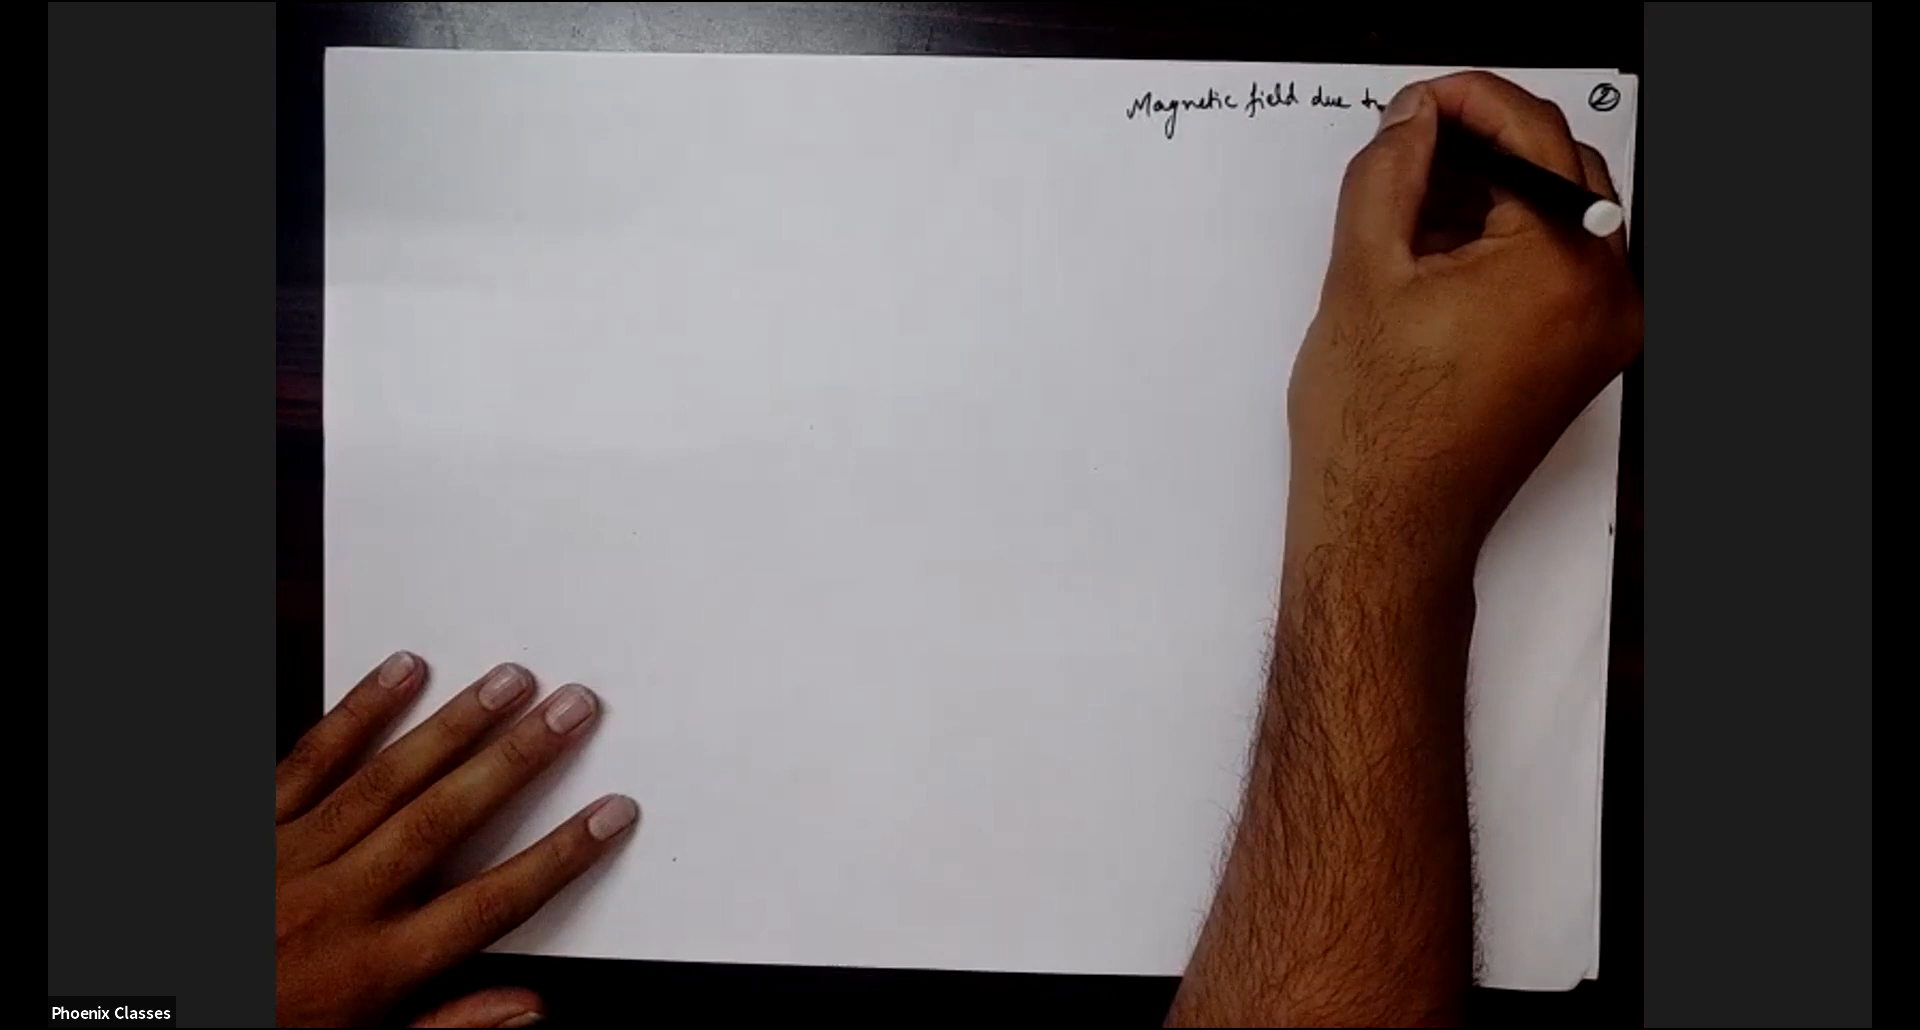 Magnetic field due to
②
Phoenix Classes